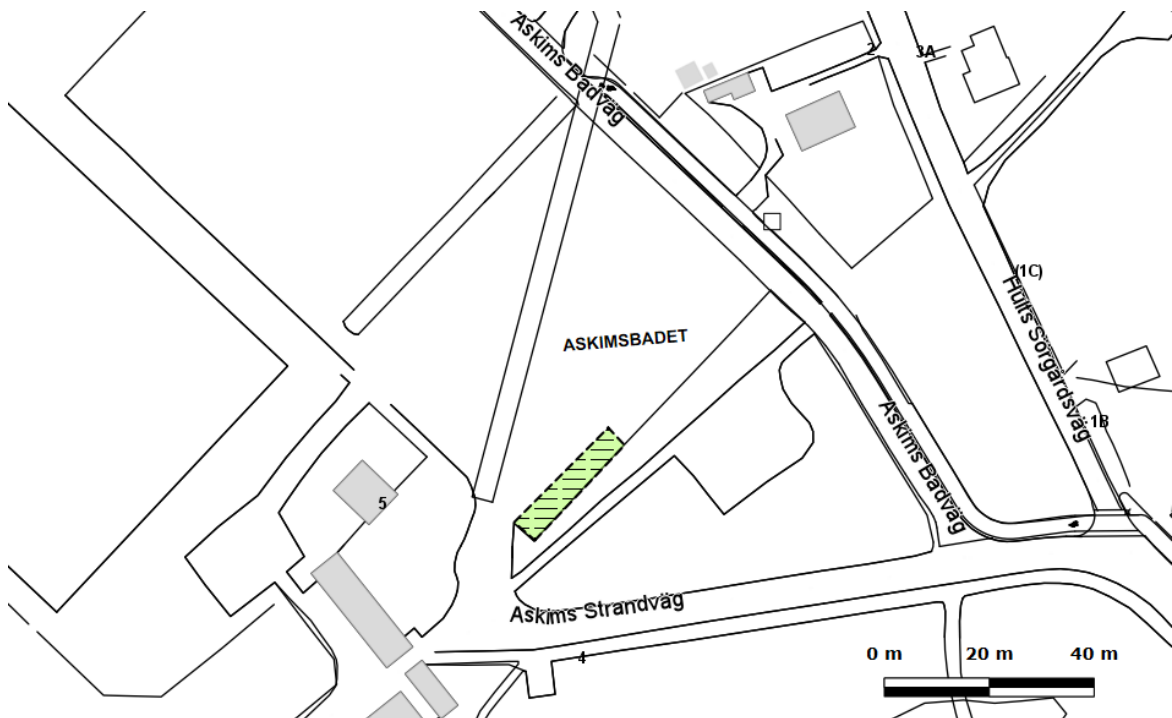 Askims Badväg
2
3A
(1C)
Hults Sörgårdsväg
ASKIMSBADET
1B
Askims Badväg
5
Askims Strandväg
4
0 m 20 m 40 m